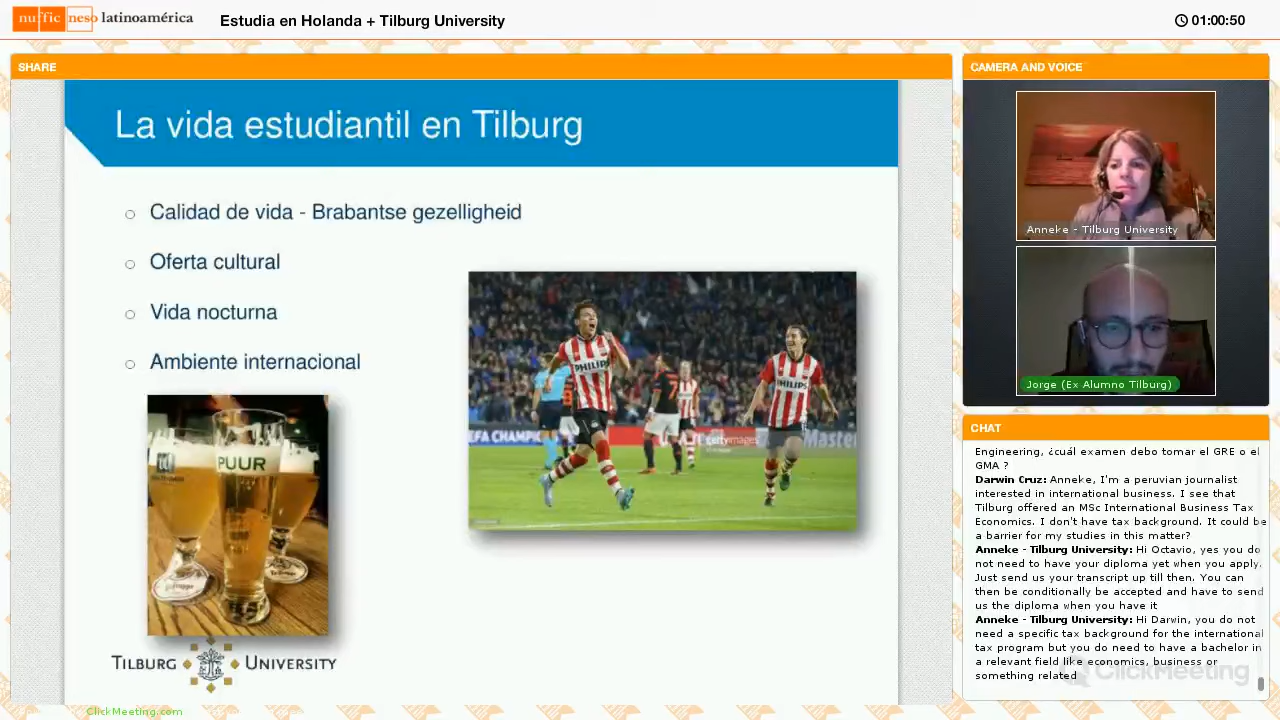 nuffic neso latinoamérica
Estudia en Holanda + Tilburg University
01:00:50
SHARE
La vida estudiantil en Tilburg
Calidad de vida - Brabantse gezelligheid
Oferta cultural
Vida nocturna
Ambiente internacional
PUUR
PHILIPS
PHILIPS
EFA CHAMPIO
gettyimages
Master
TILBURG UNIVERSITY
ClickMeeting.com
CAMERA AND VOICE
Anneke - Tilburg University
Jorge (Ex Alumno Tilburg)
CHAT
Engineering, ¿cuál examen debo tomar el GRE o el
GMA ?
Darwin Cruz: Anneke, I'm a peruvian journalist
interested in international business. I see that
Tilburg offered an MSc International Business Tax
Economics. I don't have tax background. It could be
a barrier for my studies in this matter?
Anneke - Tilburg University: Hi Octavio, yes you do
not need to have your diploma yet when you apply.
Just send us your transcript up till then. You can
then be conditionally be accepted and have to send
us the diploma when you have it
Anneke - Tilburg University: Hi Darwin, you do not
need a specific tax background for the international
tax program but you do need to have a bachelor in
a relevant field like economics, business or
something related
ClickMeeting